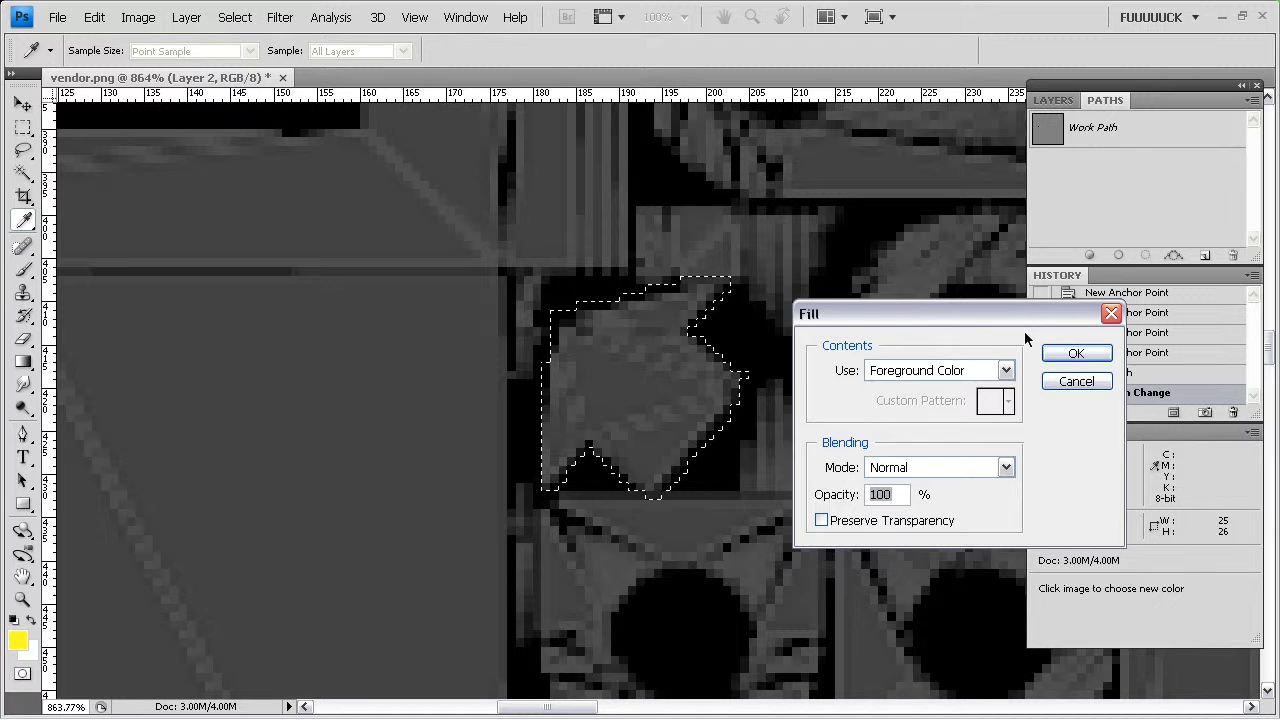 Ps File Edit Image Layer Select Filter Analysis 3D View Window Help Br 100% FUUUUUCK
Sample Size: Point Sample Sample: All Layers
vendor.png @ 864% (Layer 2, RGB/8) *
125 130 135 140 145 150 155 160 165 170 175 180 185 190 195 200 205 210 215 220 225 230 235
LAYERS PATHS
Work Path
HISTORY
New Anchor Point
hor Point
hor Point
hor Point
h
n Change
Fill
Contents
Use: Foreground Color
OK
Custom Pattern:
Cancel
Blending
Mode: Normal
Opacity: 100 %
Preserve Transparency
C:
M:
Y:
K:
8-bit
W: 25
H: 26
Doc: 3.00M/4.00M
Click image to choose new color
863.77% Doc: 3.00M/4.00M